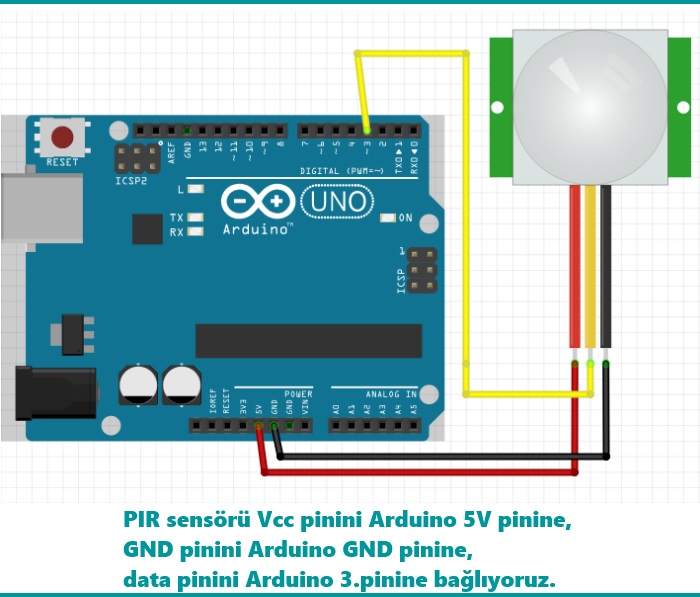 RESET
ICSP2
AREF
GND
13
12
~11
~10
~9
8
7
~6
~5
4
~3
2
TX0▶1
RX0◀0
DIGITAL (PWM=~)
L
TX
RX
UNO
Arduino™
ON
1
ICSP
POWER
ANALOG IN
IOREF
RESET
3V3
5V
GND
GND
VIN
A0
A1
A2
A3
A4
A5
PIR sensörü Vcc pinini Arduino 5V pinine,
GND pinini Arduino GND pinine,
data pinini Arduino 3.pinine bağlıyoruz.